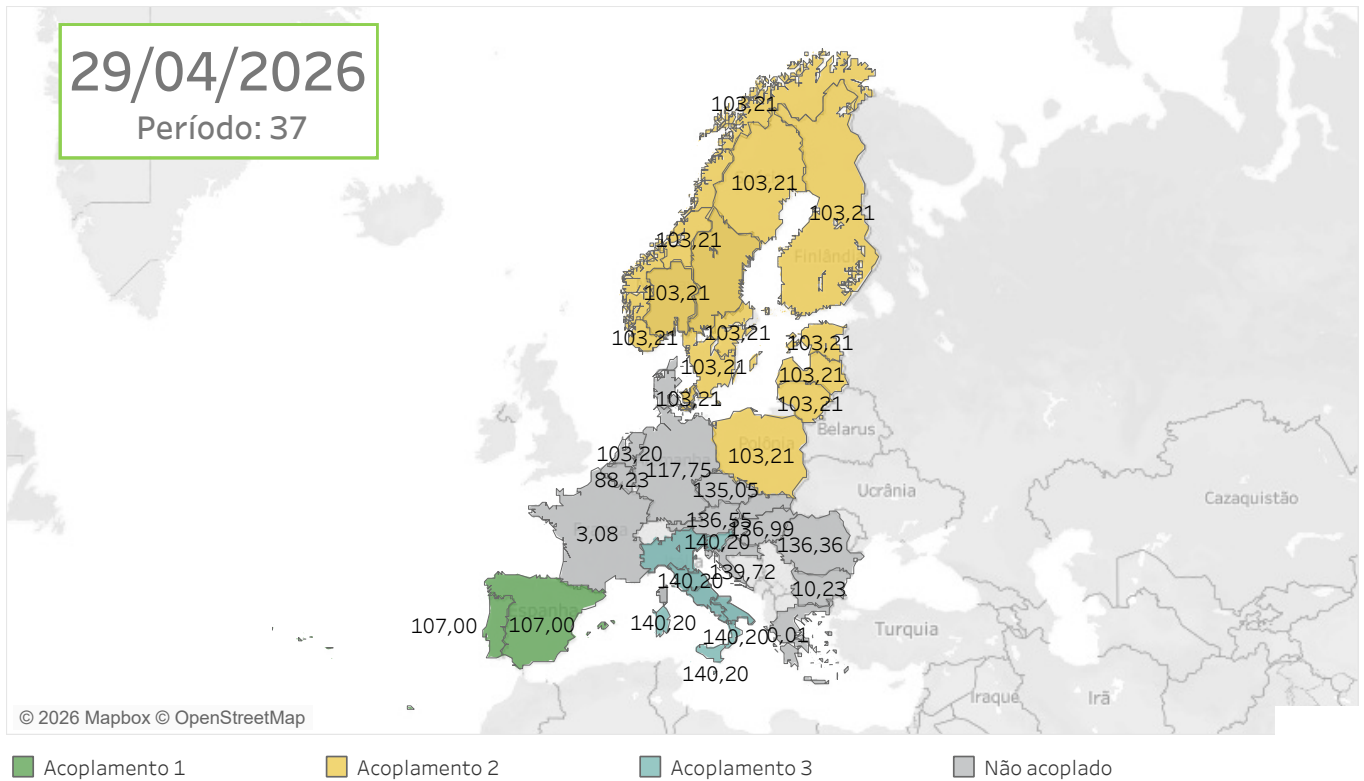 29/04/2026
Período: 37
103,21
103,21
103,21
Finlândia
103,21
103,21
103,21
103,21
103,21
103,21
103,21
103,21
103,21
Belarus
Polônia
103,21
103,20
117,75
88,23
135,05
Ucrânia
Cazaquistão
136,55
136,99
3,08
140,20
136,36
139,72
140,20
10,23
Espanha
107,00
107,00
140,20
140,20
0,01
Turquia
140,20
Iraque
Irã
© 2026 Mapbox © OpenStreetMap
Acoplamento 1
Acoplamento 2
Acoplamento 3
Não acoplado